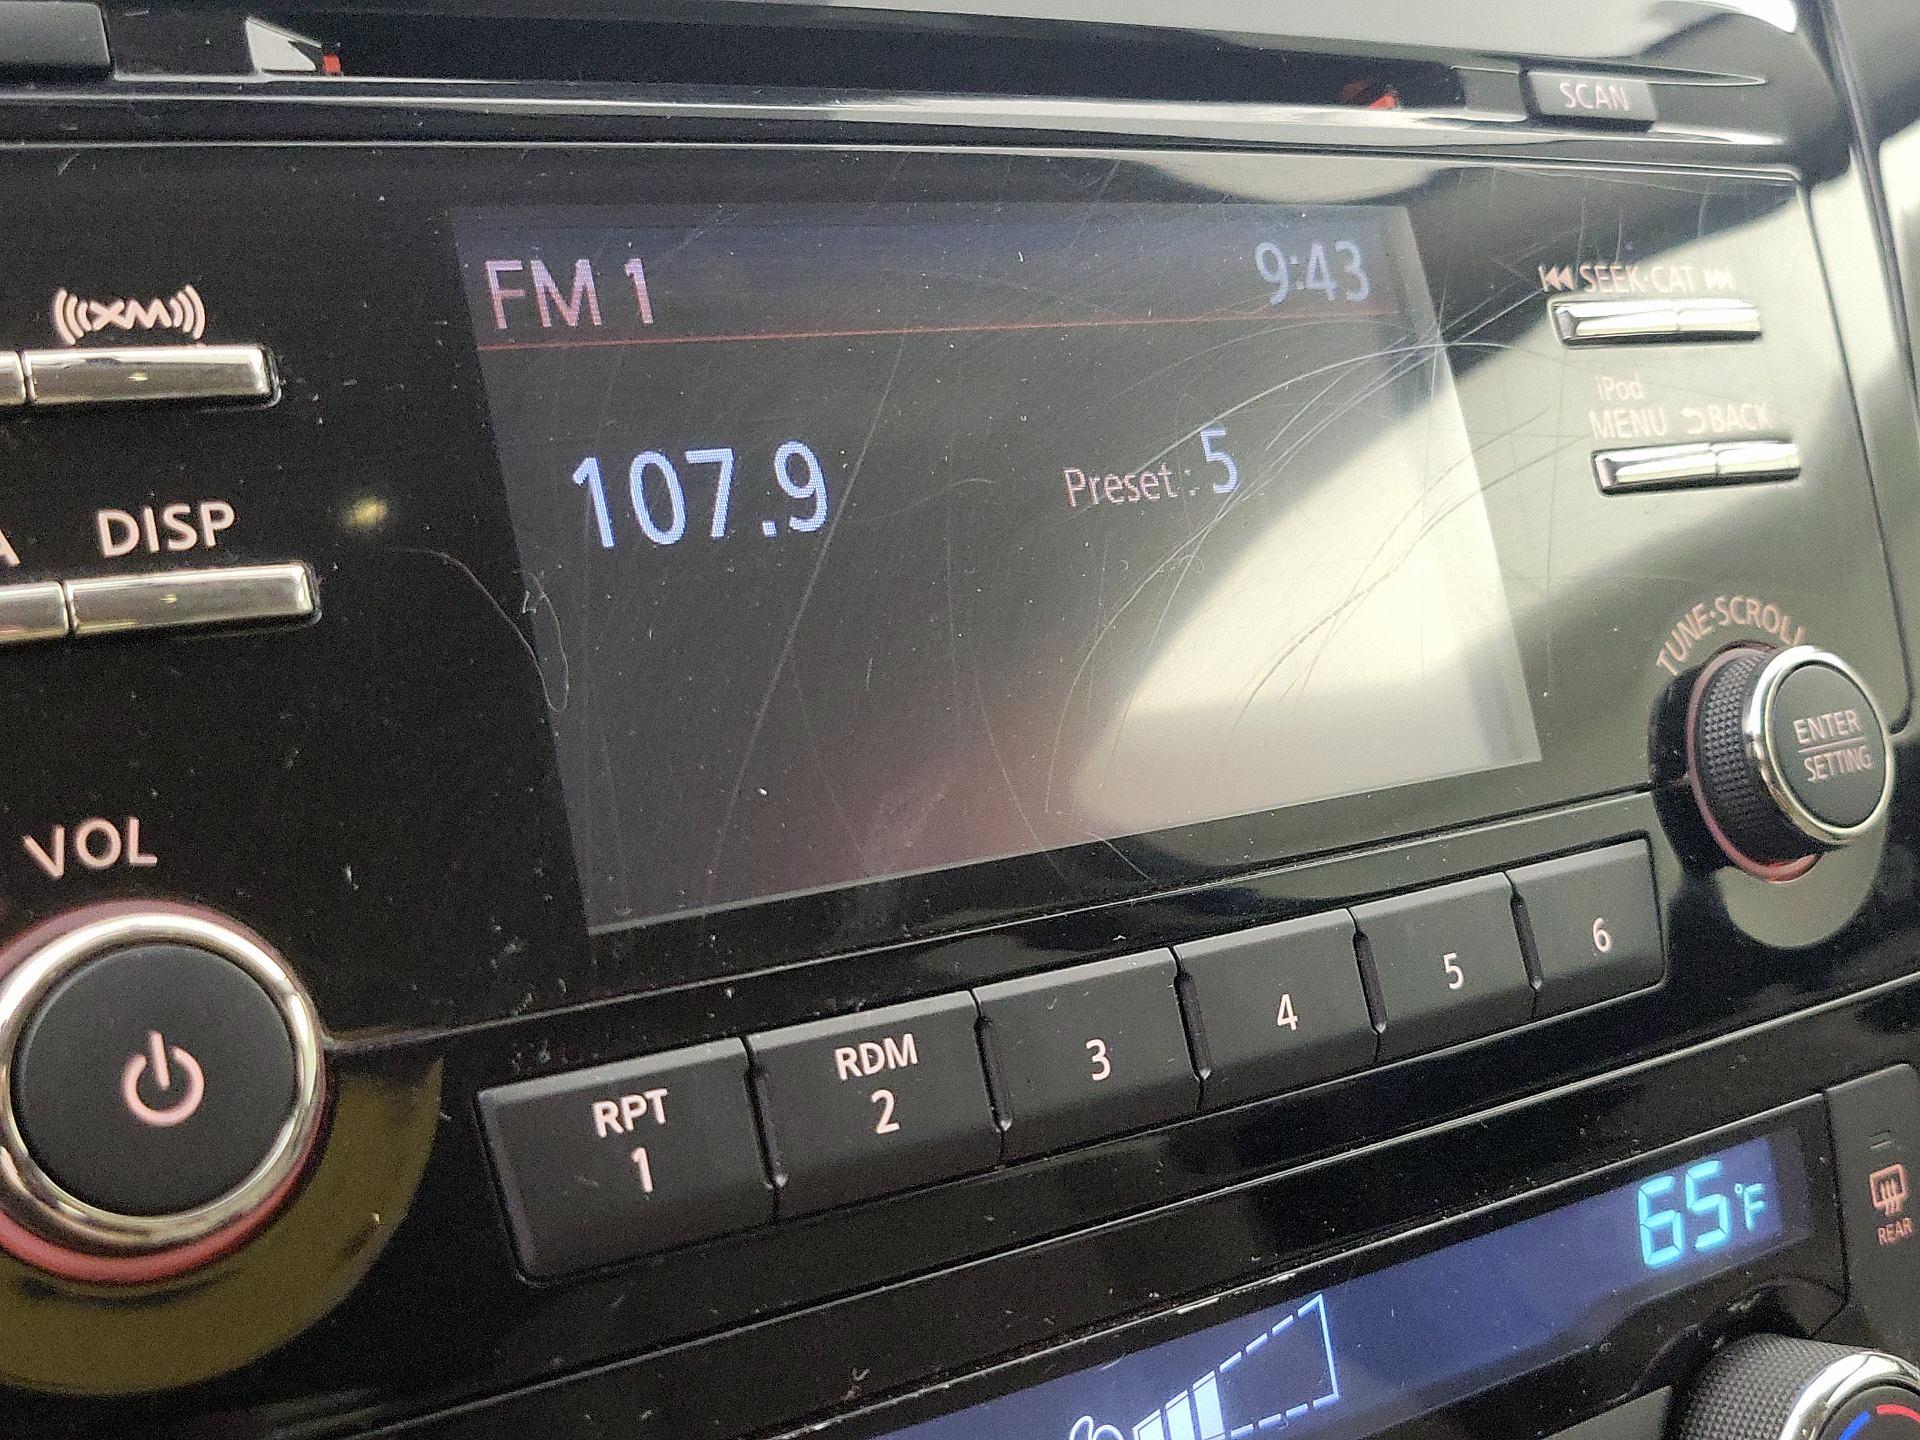 SCAN
FM 1 9:43
XM
SEEK·CAT
107.9 Preset : 5
iPod
MENU BACK
DISP
TUNE·SCROLL
ENTER
SETTING
VOL
RPT
1
RDM
2
3
4
5
6
65°F
REAR